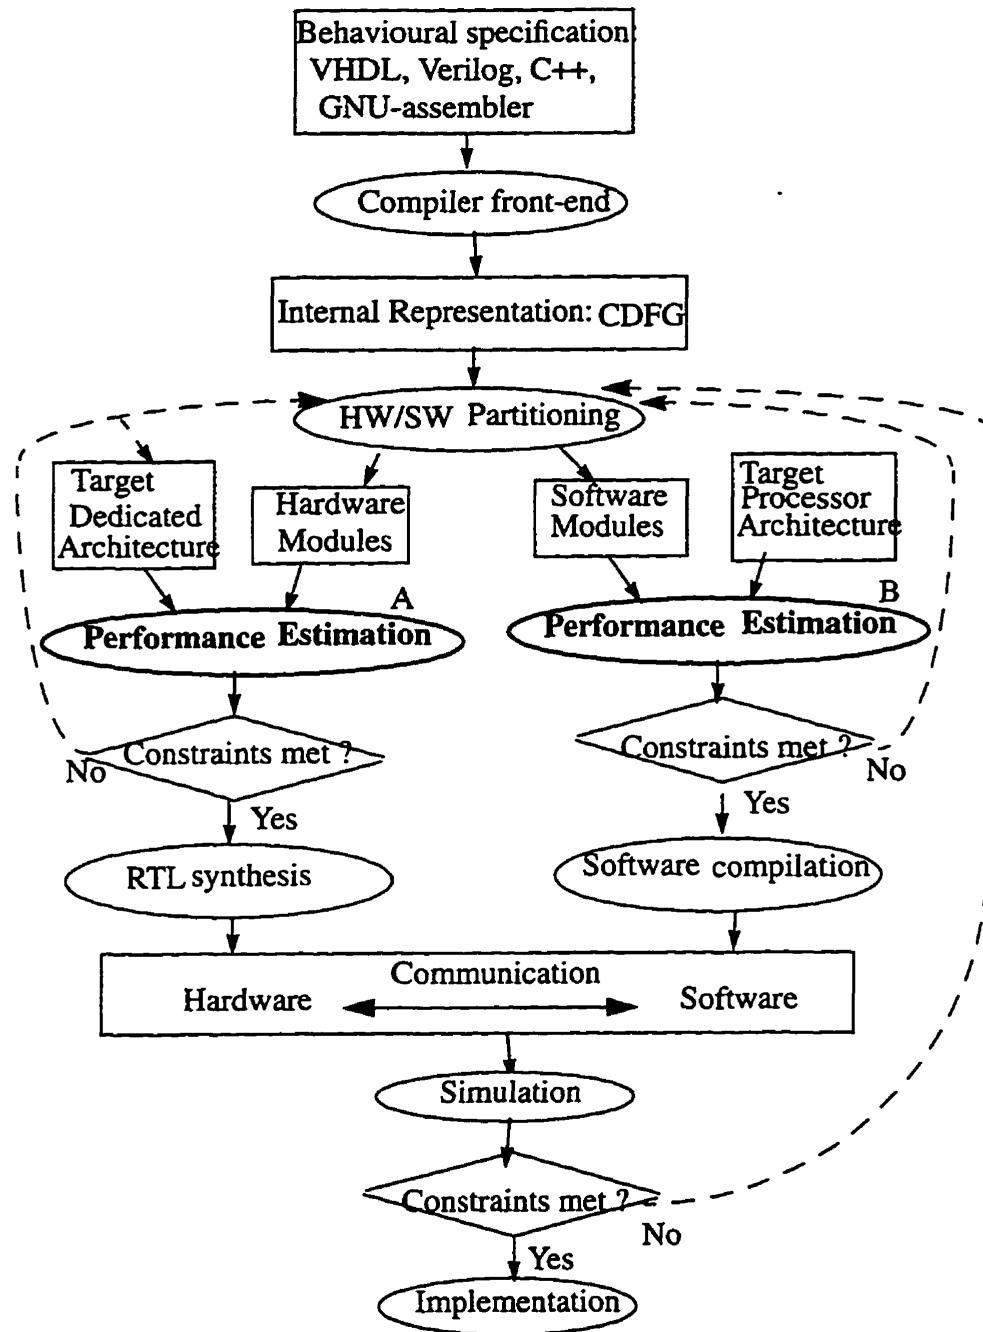 Behavioural specification
VHDL, Verilog, C++,
GNU-assembler
Compiler front-end
Internal Representation: CDFG
HW/SW Partitioning
Target
Dedicated
Architecture
Hardware
Modules
Software
Modules
Target
Processor
Architecture
A
Performance Estimation
B
Performance Estimation
Constraints met ?
No
Yes
Constraints met ?
No
Yes
RTL synthesis
Software compilation
Communication
Hardware
Software
Simulation
Constraints met ?
No
Yes
Implementation